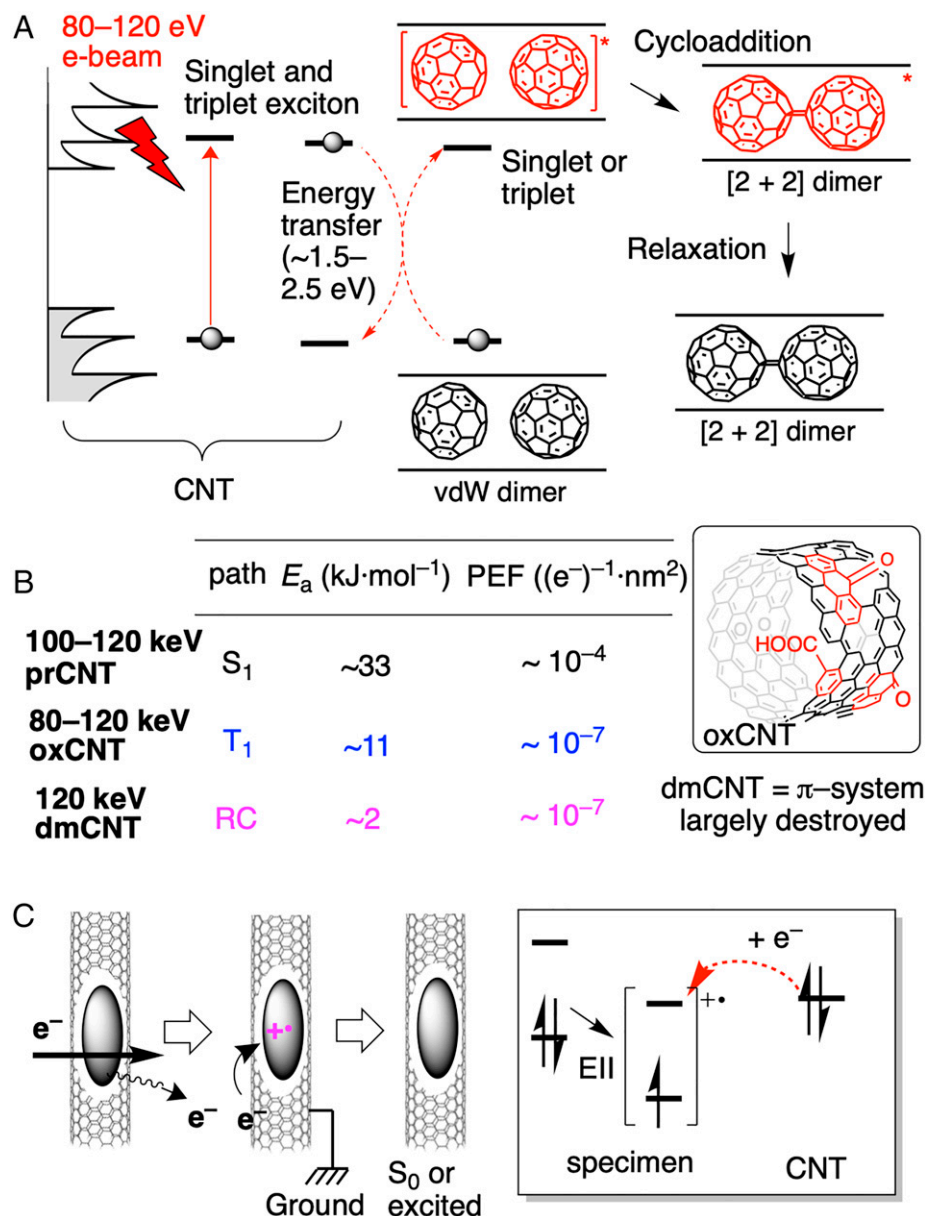 A
80–120 eV
e-beam
Singlet and
triplet exciton
*
Cycloaddition
*
[2 + 2] dimer
Singlet or
triplet
Energy
transfer
(~1.5–
2.5 eV)
Relaxation
[2 + 2] dimer
CNT
vdW dimer
B
path Eₐ (kJ·mol⁻¹) PEF ((e⁻)⁻¹·nm²)
100–120 keV
prCNT
S₁ ~33 ~ 10⁻⁴
80–120 keV
oxCNT
T₁ ~11 ~ 10⁻⁷
120 keV
dmCNT
RC ~2 ~ 10⁻⁷
O
HOOC
O
oxCNT
dmCNT = π–system
largely destroyed
C
e⁻
e⁻
+•
e⁻
Ground
S₀ or
excited
+ e⁻
+•
EII
specimen
CNT